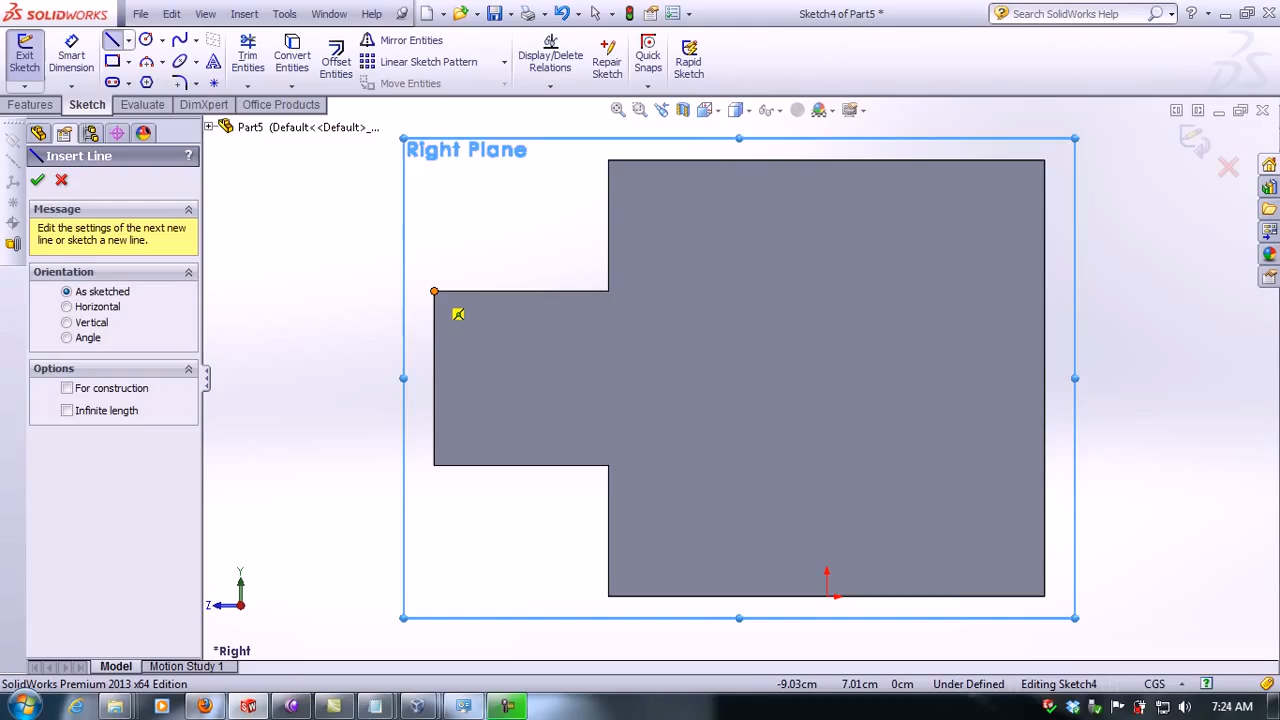 SOLIDWORKS
File Edit View Insert Tools Window Help
Sketch4 of Part5 *
Search SolidWorks Help
Exit Sketch
Smart Dimension
Trim Entities
Convert Entities
Offset Entities
Mirror Entities
Linear Sketch Pattern
Move Entities
Display/Delete Relations
Repair Sketch
Quick Snaps
Rapid Sketch
Features Sketch Evaluate DimXpert Office Products
Part5 (Default<<Default>_...
Insert Line ?
Message
Edit the settings of the next new
line or sketch a new line.
Orientation
As sketched
Horizontal
Vertical
Angle
Options
For construction
Infinite length
Right Plane
Y
Z
*Right
Model Motion Study 1
SolidWorks Premium 2013 x64 Edition
-9.03cm 7.01cm 0cm Under Defined Editing Sketch4 CGS
7:24 AM